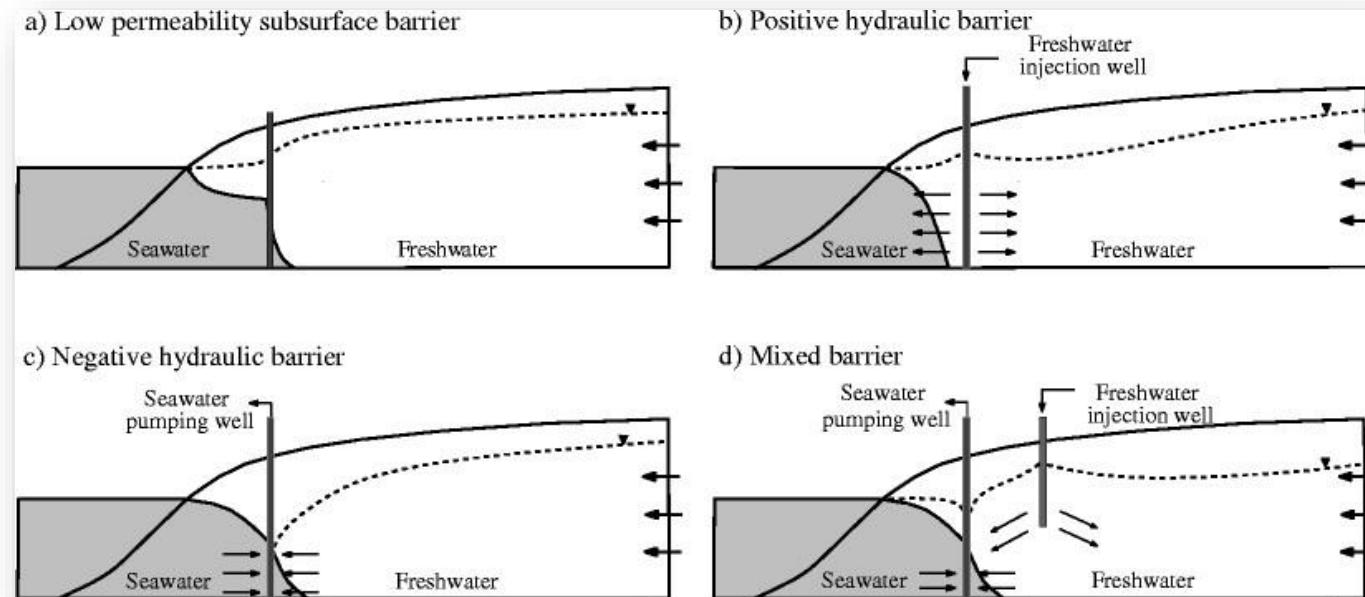 a) Low permeability subsurface barrier
Seawater
Freshwater
b) Positive hydraulic barrier
Freshwater
injection well
Seawater
Freshwater
c) Negative hydraulic barrier
Seawater
pumping well
Seawater
Freshwater
d) Mixed barrier
Seawater
pumping well
Freshwater
injection well
Seawater
Freshwater